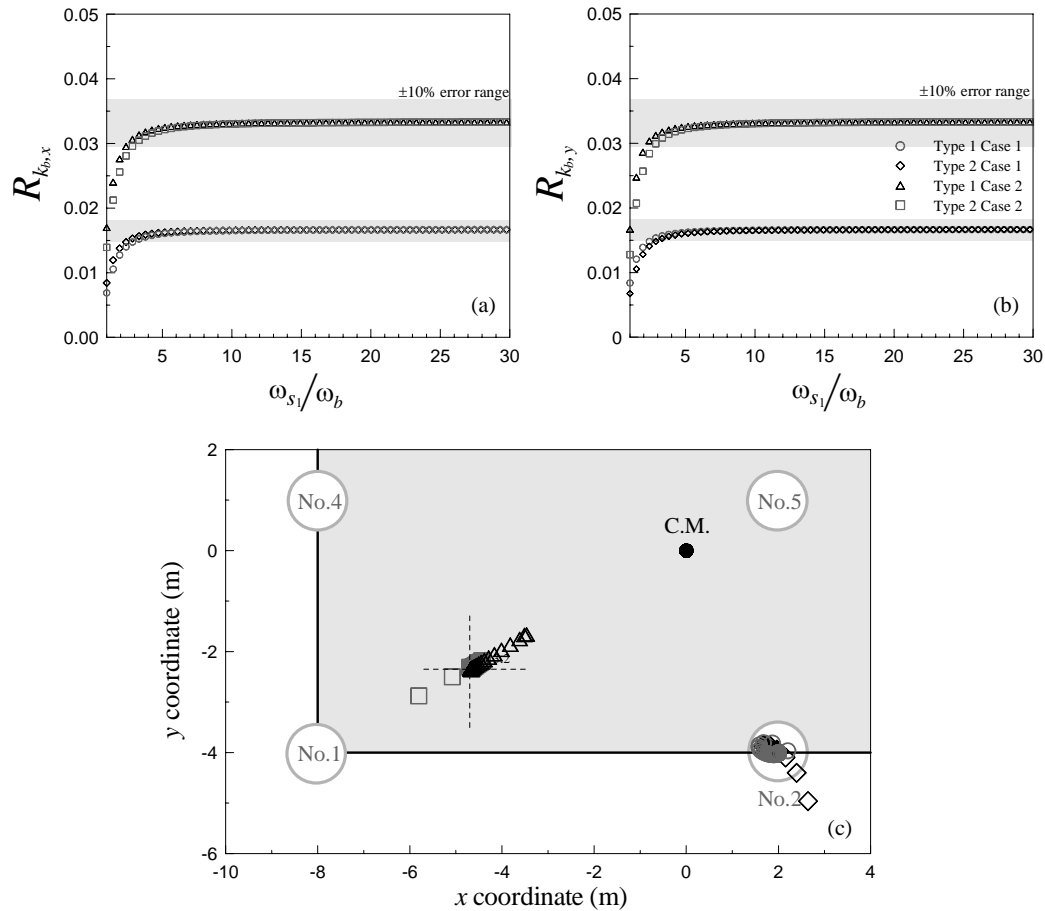 0.05
0.04
0.03
0.02
0.01
0.00
R_{k_b,x}
±10% error range
(a)
5 10 15 20 25 30
ω_{s_1}/ω_b
0.05
0.04
0.03
0.02
0.01
0
R_{k_b,y}
±10% error range
Type 1 Case 1
Type 2 Case 1
Type 1 Case 2
Type 2 Case 2
(b)
5 10 15 20 25 30
ω_{s_1}/ω_b
2
0
-2
-4
-6
y coordinate (m)
No.4
No.5
C.M.
2
No.1
No.2
(c)
-10 -8 -6 -4 -2 0 2 4
x coordinate (m)